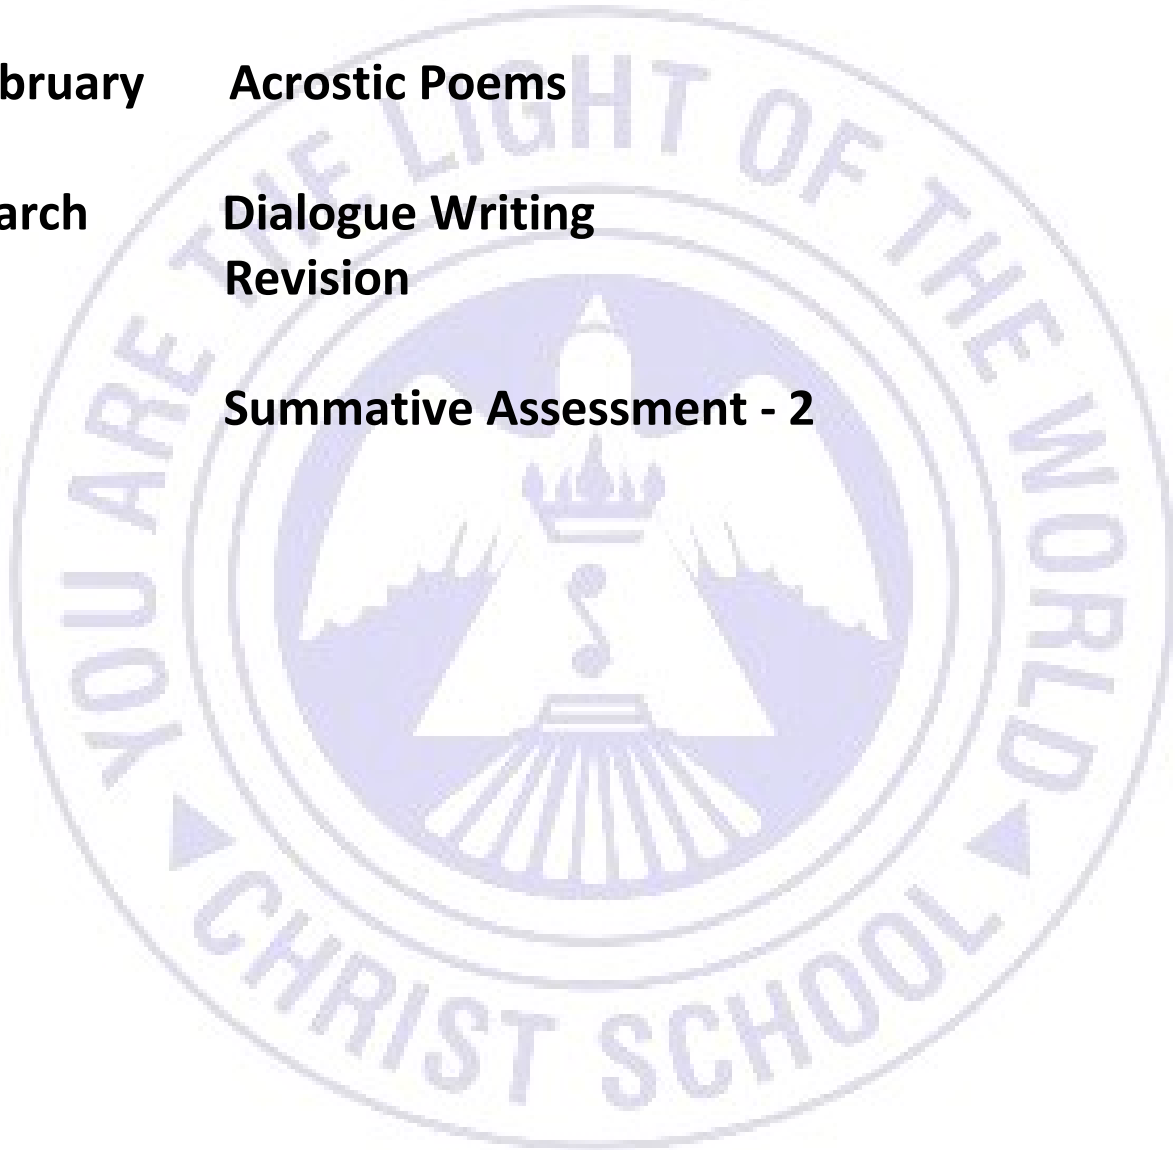 bruary Acrostic Poems
arch Dialogue Writing
Revision
Summative Assessment - 2
YOU ARE THE LIGHT OF THE WORLD
CHRIST SCHOOL